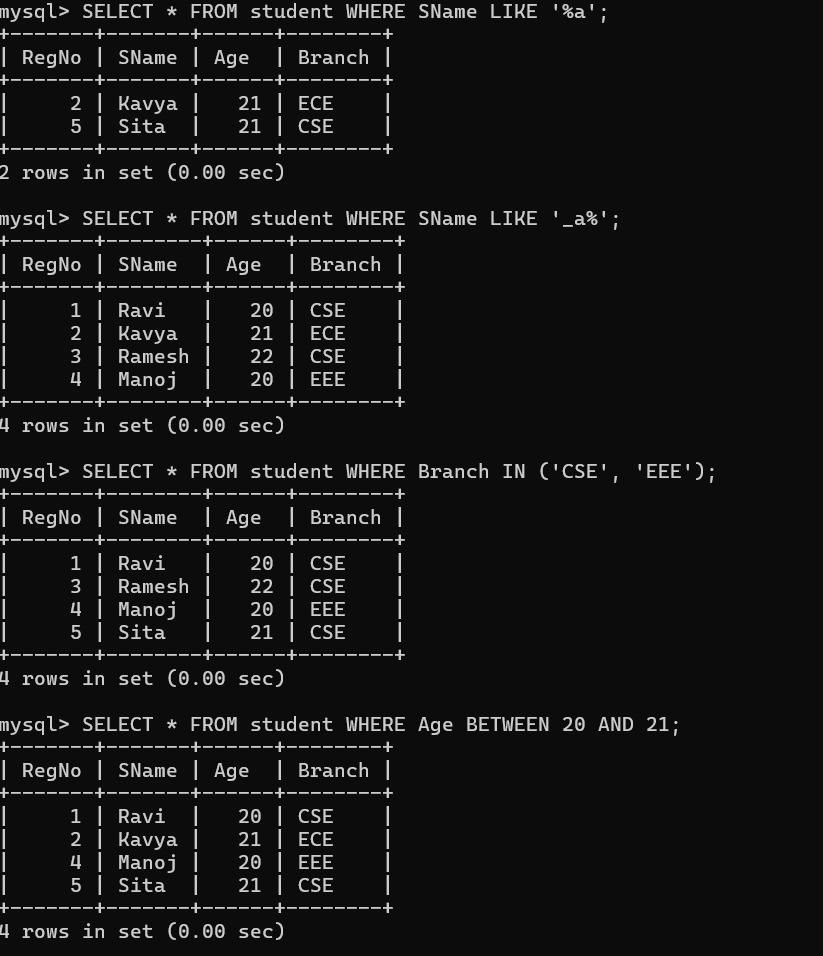 mysql> SELECT * FROM student WHERE SName LIKE '%a';
+-------+-------+------+--------+
| RegNo | SName | Age  | Branch |
+-------+-------+------+--------+
|     2 | Kavya |   21 | ECE    |
|     5 | Sita  |   21 | CSE    |
+-------+-------+------+--------+
2 rows in set (0.00 sec)

mysql> SELECT * FROM student WHERE SName LIKE '_a%';
+-------+--------+------+--------+
| RegNo | SName  | Age  | Branch |
+-------+--------+------+--------+
|     1 | Ravi   |   20 | CSE    |
|     2 | Kavya  |   21 | ECE    |
|     3 | Ramesh |   22 | CSE    |
|     4 | Manoj  |   20 | EEE    |
+-------+--------+------+--------+
4 rows in set (0.00 sec)

mysql> SELECT * FROM student WHERE Branch IN ('CSE', 'EEE');
+-------+--------+------+--------+
| RegNo | SName  | Age  | Branch |
+-------+--------+------+--------+
|     1 | Ravi   |   20 | CSE    |
|     3 | Ramesh |   22 | CSE    |
|     4 | Manoj  |   20 | EEE    |
|     5 | Sita   |   21 | CSE    |
+-------+--------+------+--------+
4 rows in set (0.00 sec)

mysql> SELECT * FROM student WHERE Age BETWEEN 20 AND 21;
+-------+-------+------+--------+
| RegNo | SName | Age  | Branch |
+-------+-------+------+--------+
|     1 | Ravi  |   20 | CSE    |
|     2 | Kavya |   21 | ECE    |
|     4 | Manoj |   20 | EEE    |
|     5 | Sita  |   21 | CSE    |
+-------+-------+------+--------+
4 rows in set (0.00 sec)